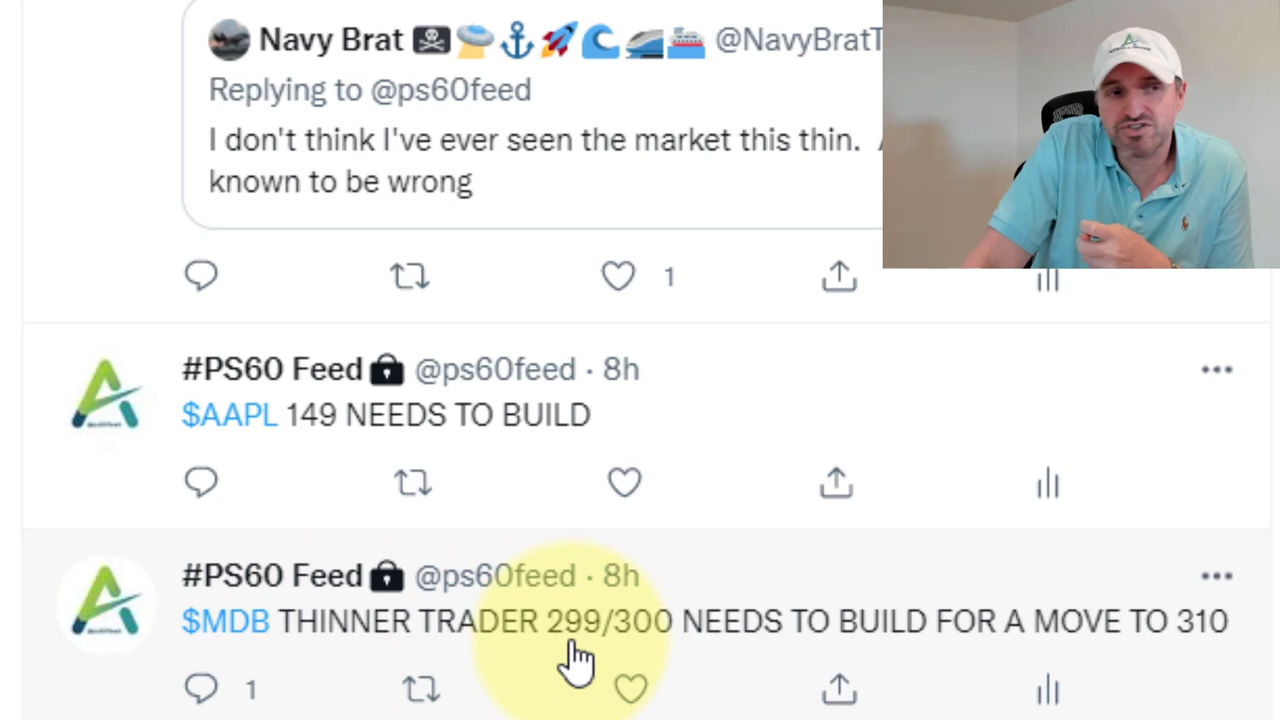 Navy Brat @NavyBratT
Replying to @ps60feed
I don't think I've ever seen the market this thin.
known to be wrong
1
#PS60 Feed @ps60feed · 8h
$AAPL 149 NEEDS TO BUILD
#PS60 Feed @ps60feed · 8h
$MDB THINNER TRADER 299/300 NEEDS TO BUILD FOR A MOVE TO 310
1